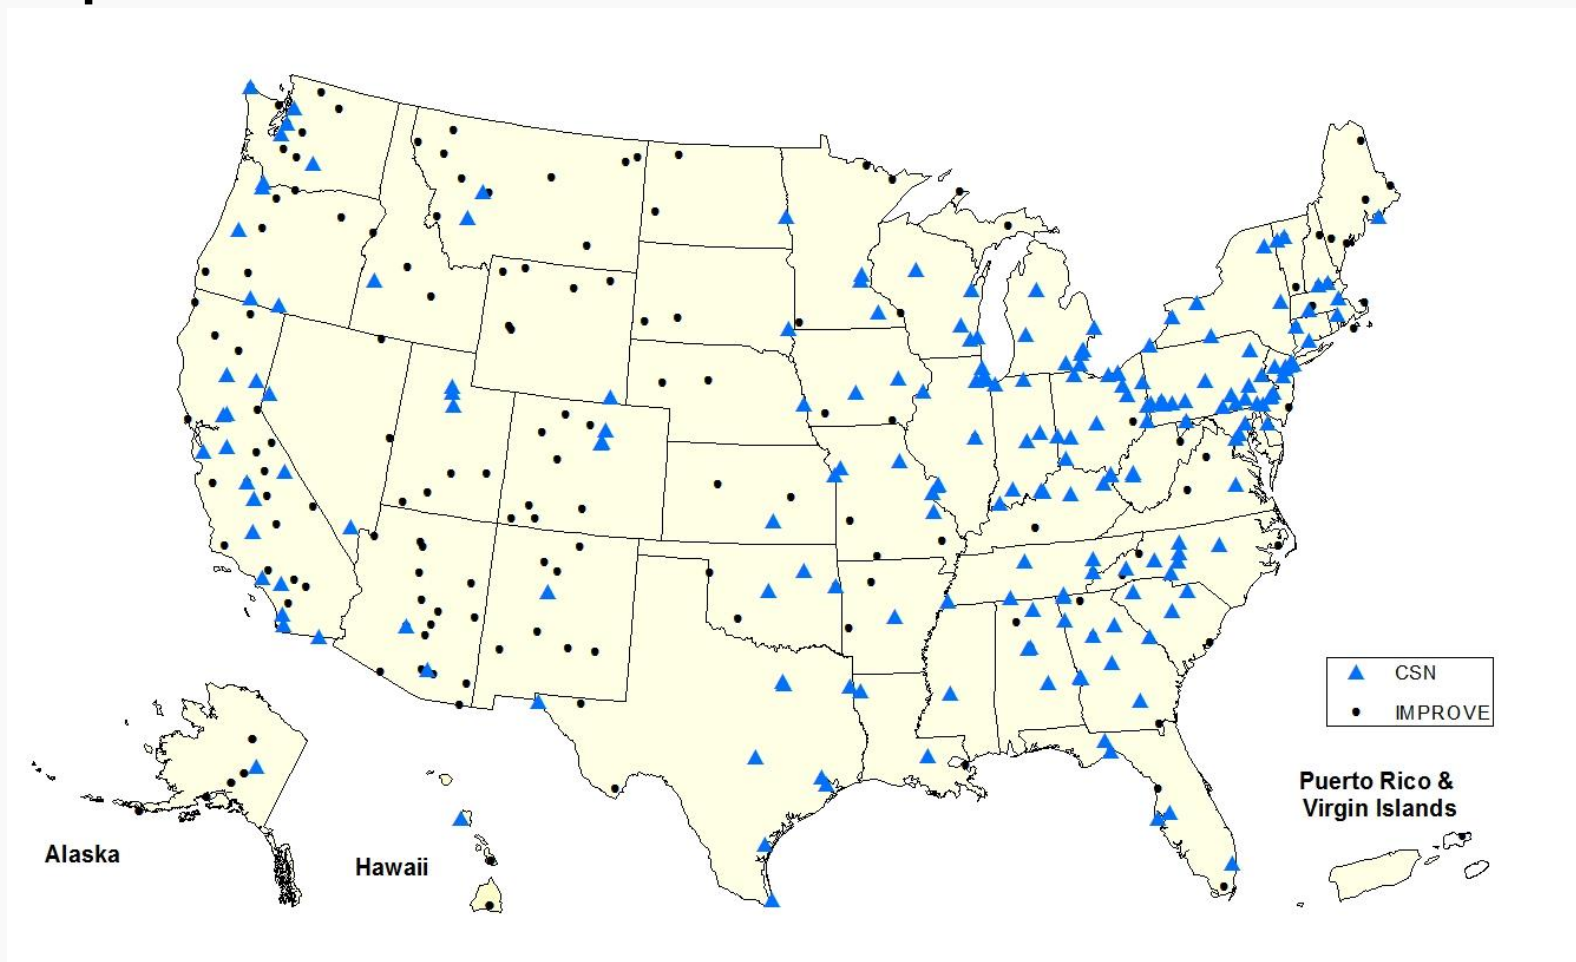 CSN
IMPROVE
Puerto Rico &
Virgin Islands
Alaska
Hawaii